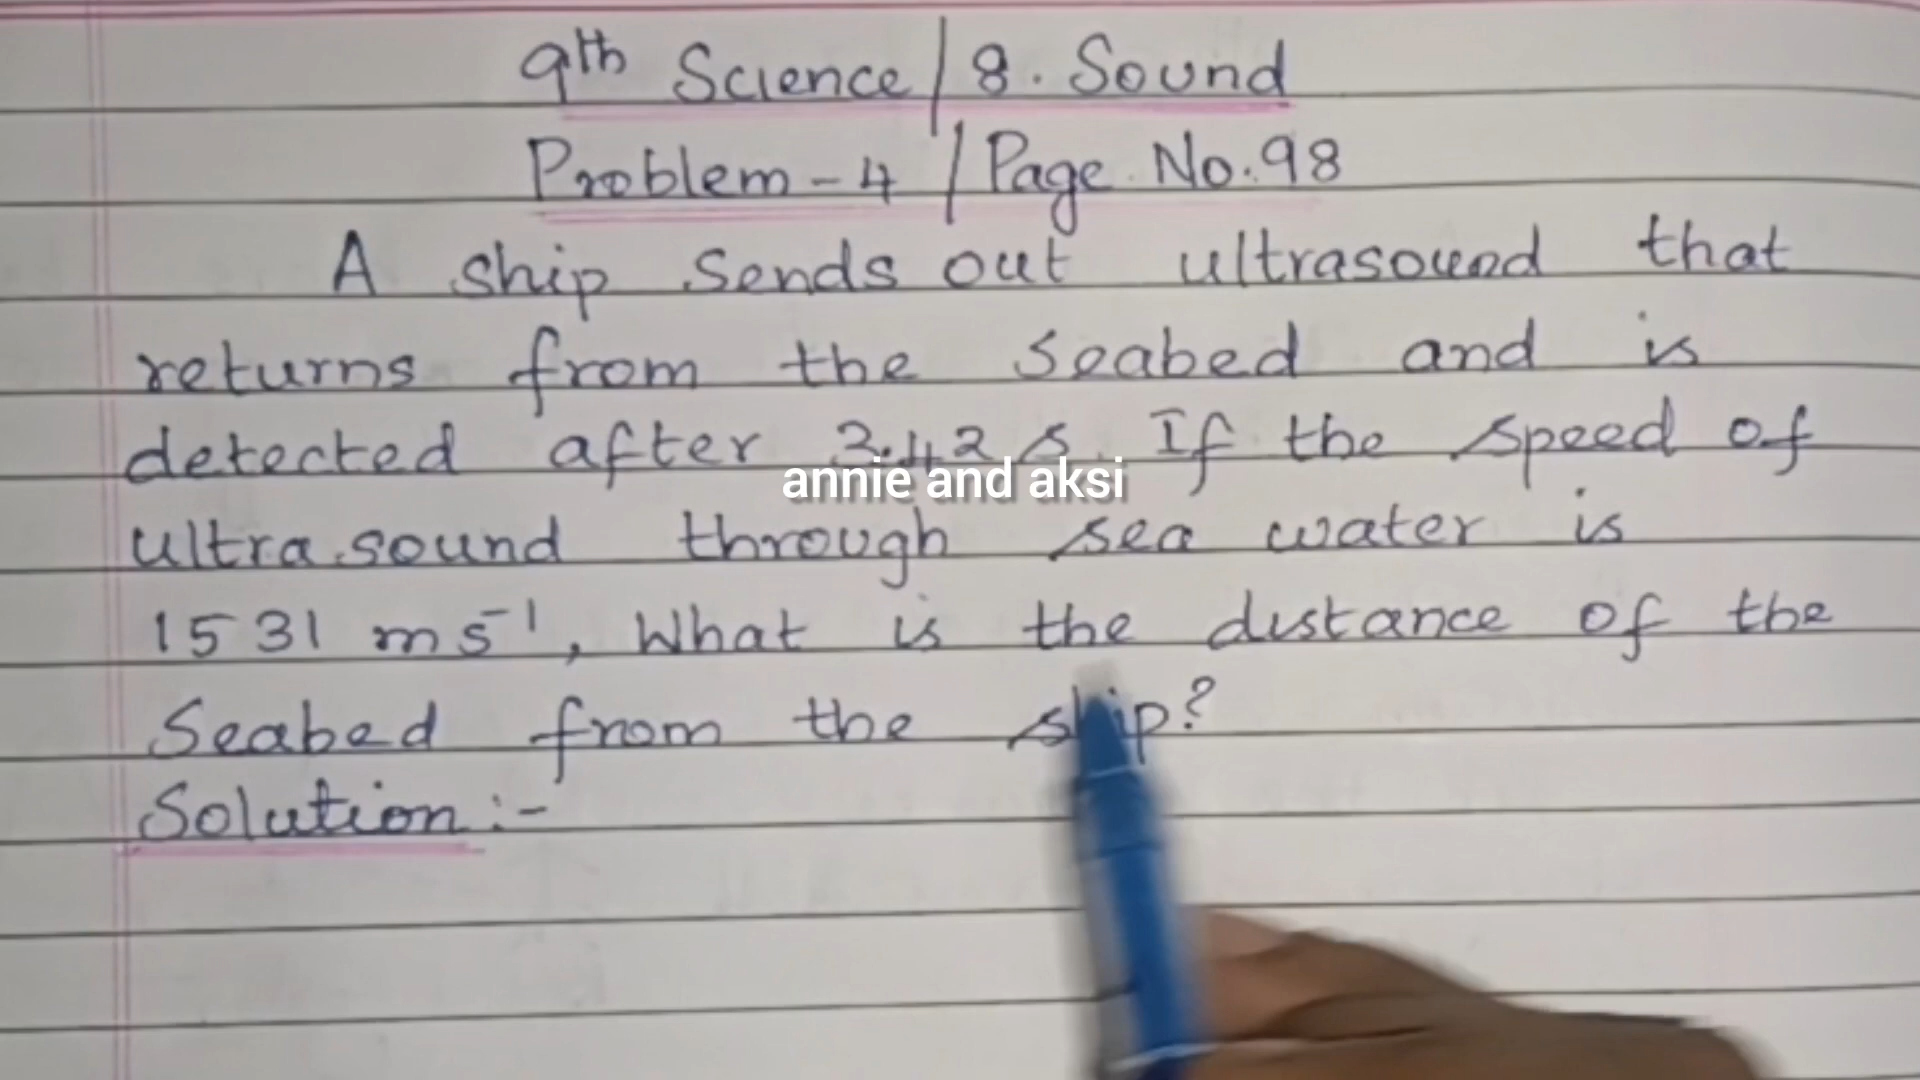 9th Science / 8. Sound
Problem - 4 / Page No. 98
A ship sends out ultrasound that
returns from the seabed and is
detected after 3.42 s. If the speed of
annie and aksi
ultrasound through sea water is
1531 ms⁻¹, What is the distance of the
Seabed from the ship?
Solution :-